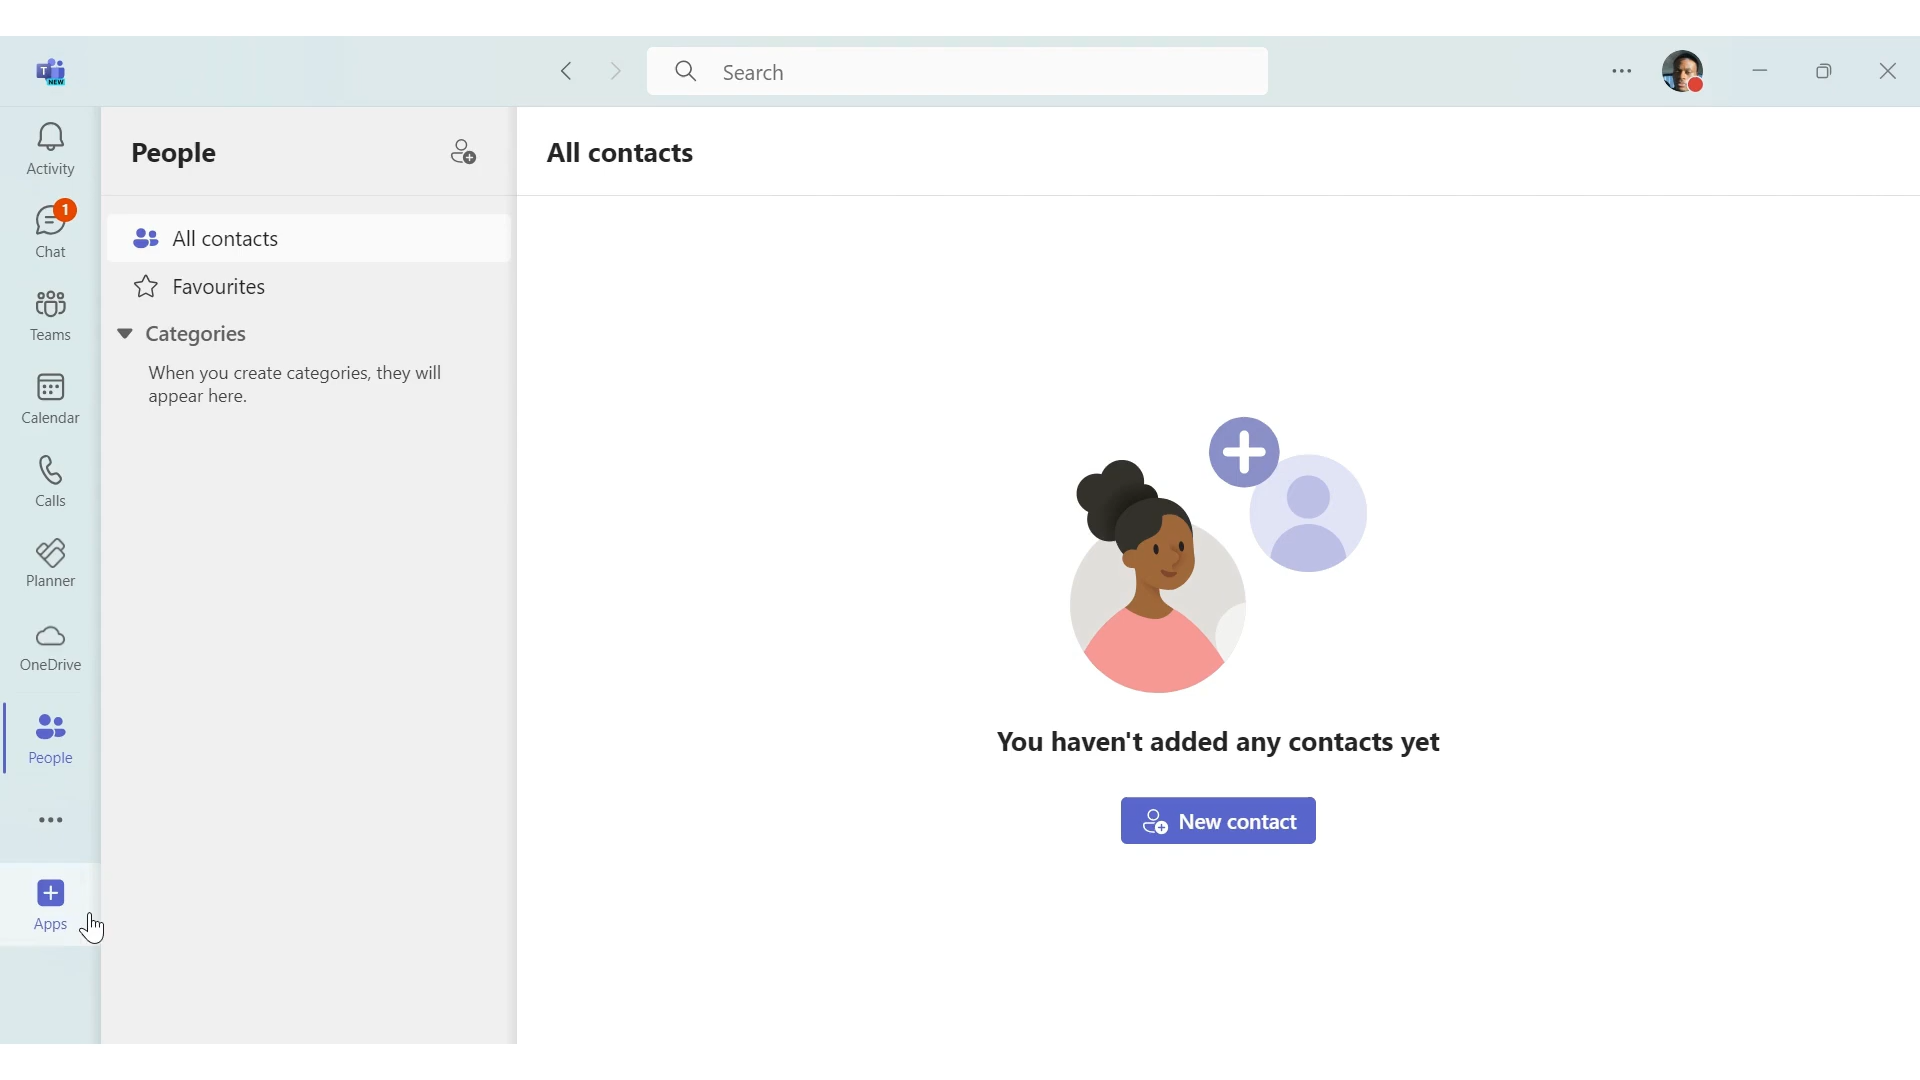 T
NEW
Search
Activity
1
Chat
Teams
Calendar
Calls
Planner
OneDrive
People
Apps
People
All contacts
Favourites
Categories
When you create categories, they will
appear here.
All contacts
You haven't added any contacts yet
New contact